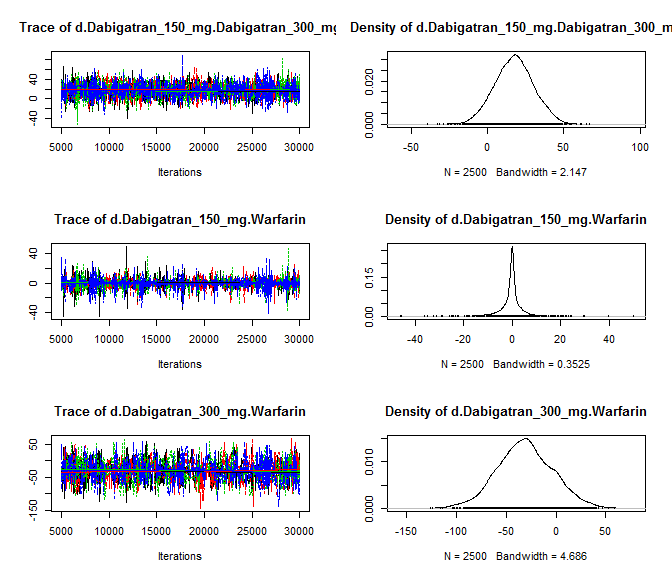 Trace of d.Dabigatran_150_mg.Dabigatran_300_mg
40
0
-40
5000 10000 15000 20000 25000 30000
Iterations
Density of d.Dabigatran_150_mg.Dabigatran_300_m
0.020
0.000
-50 0 50 100
N = 2500 Bandwidth = 2.147
Trace of d.Dabigatran_150_mg.Warfarin
40
0
-40
5000 10000 15000 20000 25000 30000
Iterations
Density of d.Dabigatran_150_mg.Warfarin
0.15
0.00
-40 -20 0 20 40
N = 2500 Bandwidth = 0.3525
Trace of d.Dabigatran_300_mg.Warfarin
50
-50
-150
5000 10000 15000 20000 25000 30000
Iterations
Density of d.Dabigatran_300_mg.Warfarin
0.010
0.000
-150 -100 -50 0 50
N = 2500 Bandwidth = 4.686